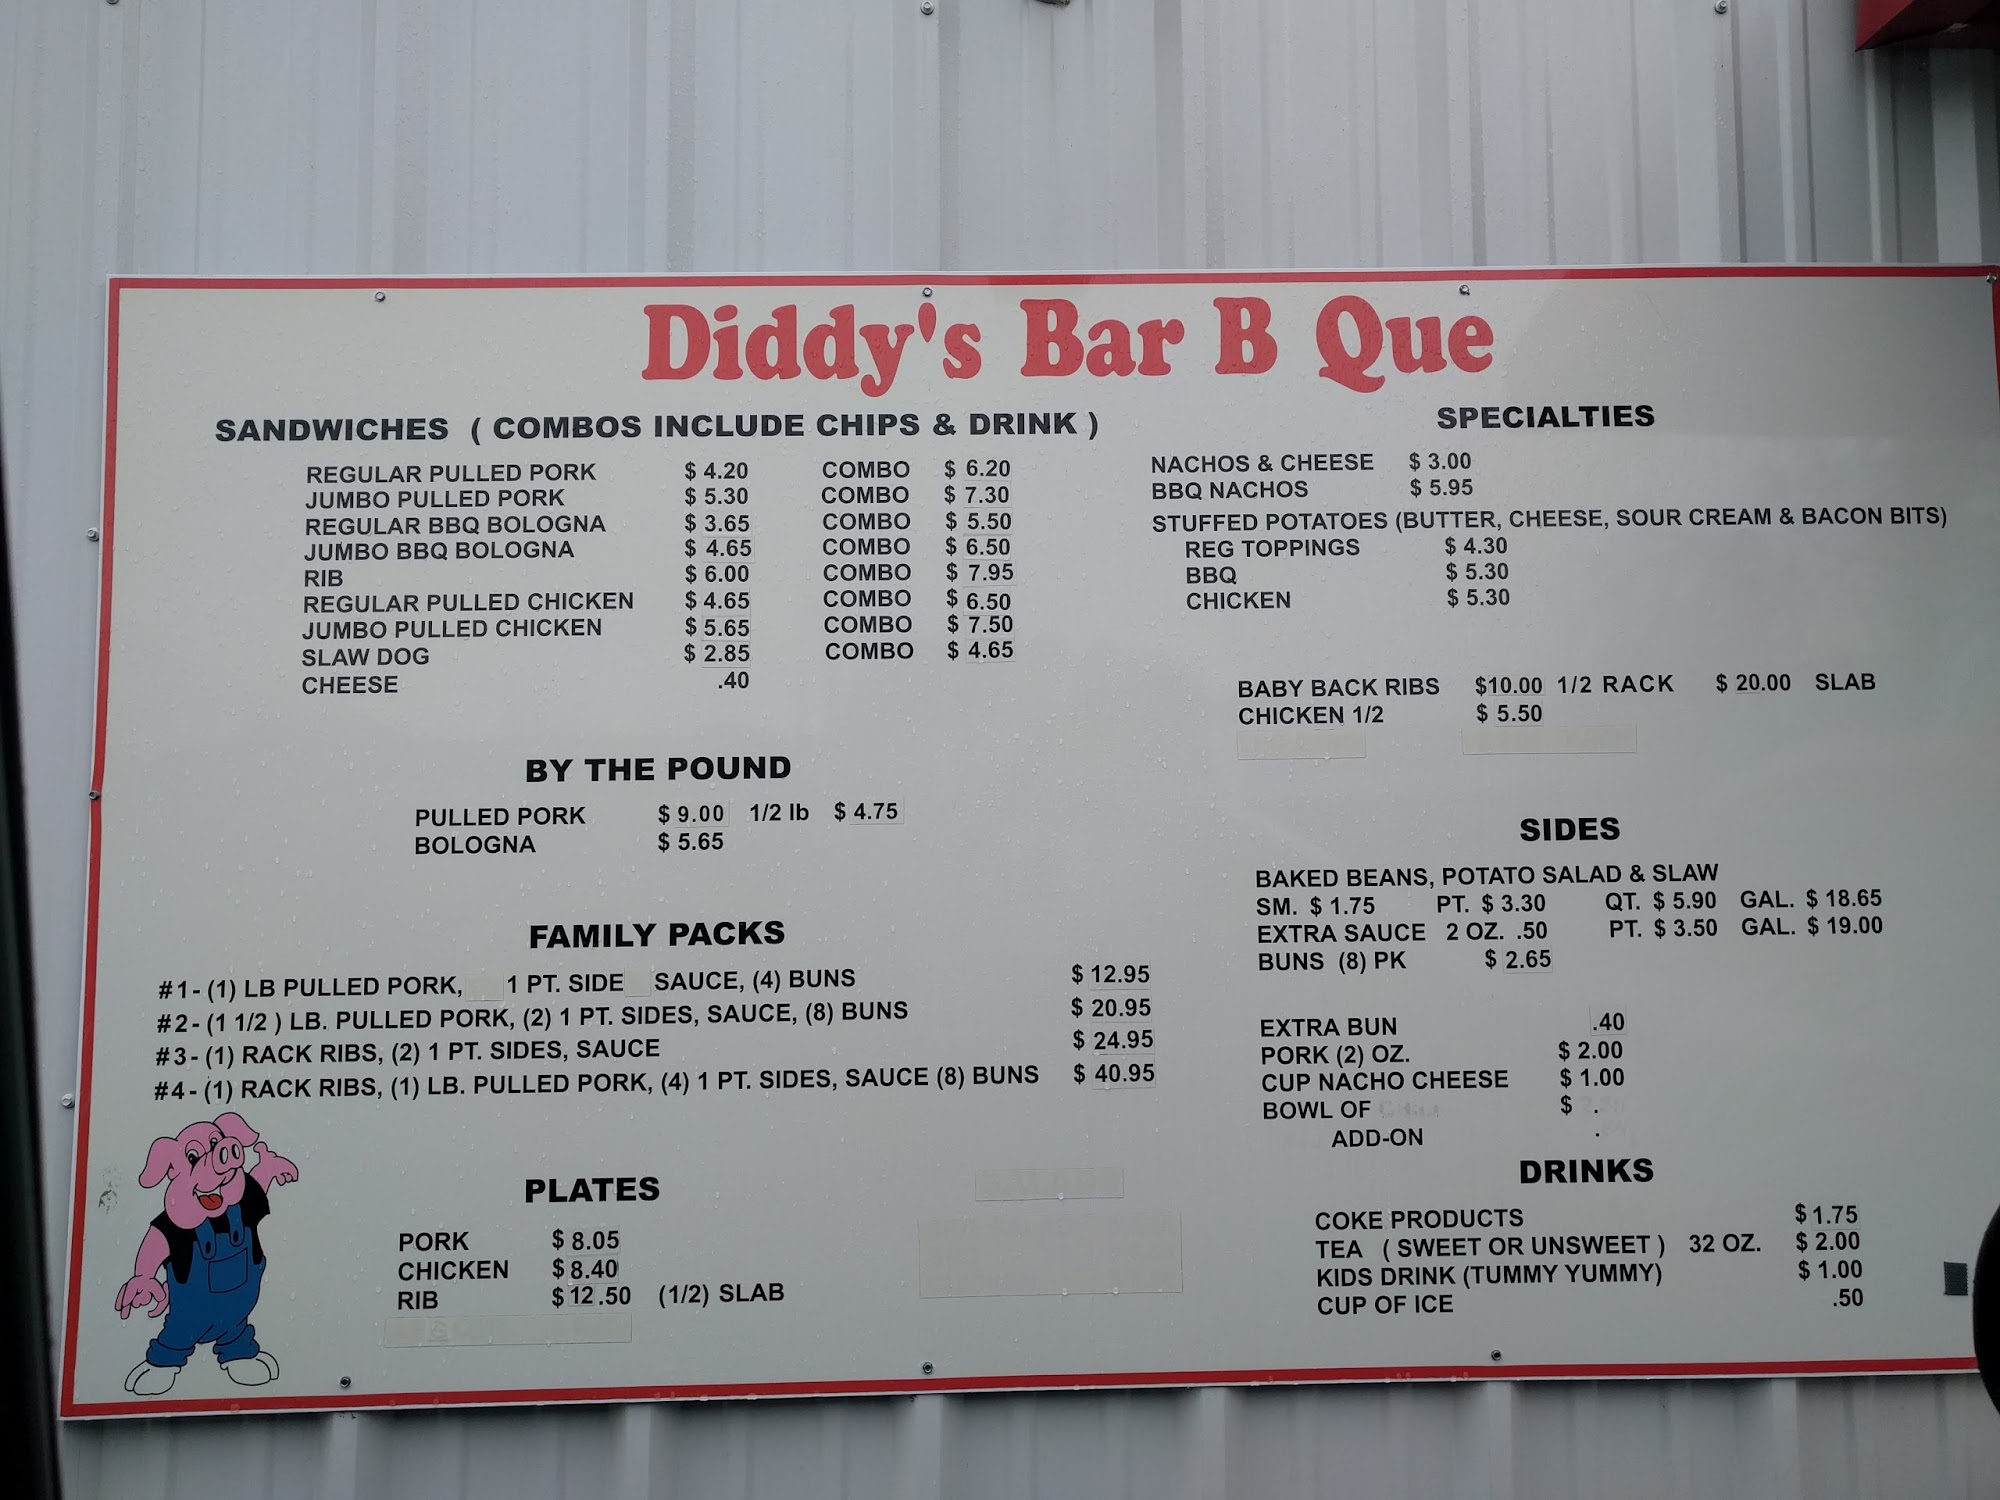 Diddy's Bar B Que
SANDWICHES ( COMBOS INCLUDE CHIPS & DRINK )
REGULAR PULLED PORK $ 4.20 COMBO $ 6.20
JUMBO PULLED PORK $ 5.30 COMBO $ 7.30
REGULAR BBQ BOLOGNA $ 3.65 COMBO $ 5.50
JUMBO BBQ BOLOGNA $ 4.65 COMBO $ 6.50
RIB $ 6.00 COMBO $ 7.95
REGULAR PULLED CHICKEN $ 4.65 COMBO $ 6.50
JUMBO PULLED CHICKEN $ 5.65 COMBO $ 7.50
SLAW DOG $ 2.85 COMBO $ 4.65
CHEESE .40
BY THE POUND
PULLED PORK $ 9.00 1/2 lb $ 4.75
BOLOGNA $ 5.65
FAMILY PACKS
#1- (1) LB PULLED PORK, 1 PT. SIDE SAUCE, (4) BUNS $ 12.95
#2- (1 1/2 ) LB. PULLED PORK, (2) 1 PT. SIDES, SAUCE, (8) BUNS $ 20.95
#3- (1) RACK RIBS, (2) 1 PT. SIDES, SAUCE $ 24.95
#4- (1) RACK RIBS, (1) LB. PULLED PORK, (4) 1 PT. SIDES, SAUCE (8) BUNS $ 40.95
PLATES
PORK $ 8.05
CHICKEN $ 8.40
RIB $ 12.50 (1/2) SLAB
SPECIALTIES
NACHOS & CHEESE $ 3.00
BBQ NACHOS $ 5.95
STUFFED POTATOES (BUTTER, CHEESE, SOUR CREAM & BACON BITS)
REG TOPPINGS $ 4.30
BBQ $ 5.30
CHICKEN $ 5.30
BABY BACK RIBS $10.00 1/2 RACK $ 20.00 SLAB
CHICKEN 1/2 $ 5.50
SIDES
BAKED BEANS, POTATO SALAD & SLAW
SM. $ 1.75 PT. $ 3.30 QT. $ 5.90 GAL. $ 18.65
EXTRA SAUCE 2 OZ. .50 PT. $ 3.50 GAL. $ 19.00
BUNS (8) PK $ 2.65
EXTRA BUN .40
PORK (2) OZ. $ 2.00
CUP NACHO CHEESE $ 1.00
BOWL OF $ .
ADD-ON .
DRINKS
COKE PRODUCTS $ 1.75
TEA ( SWEET OR UNSWEET ) 32 OZ. $ 2.00
KIDS DRINK (TUMMY YUMMY) $ 1.00
CUP OF ICE .50